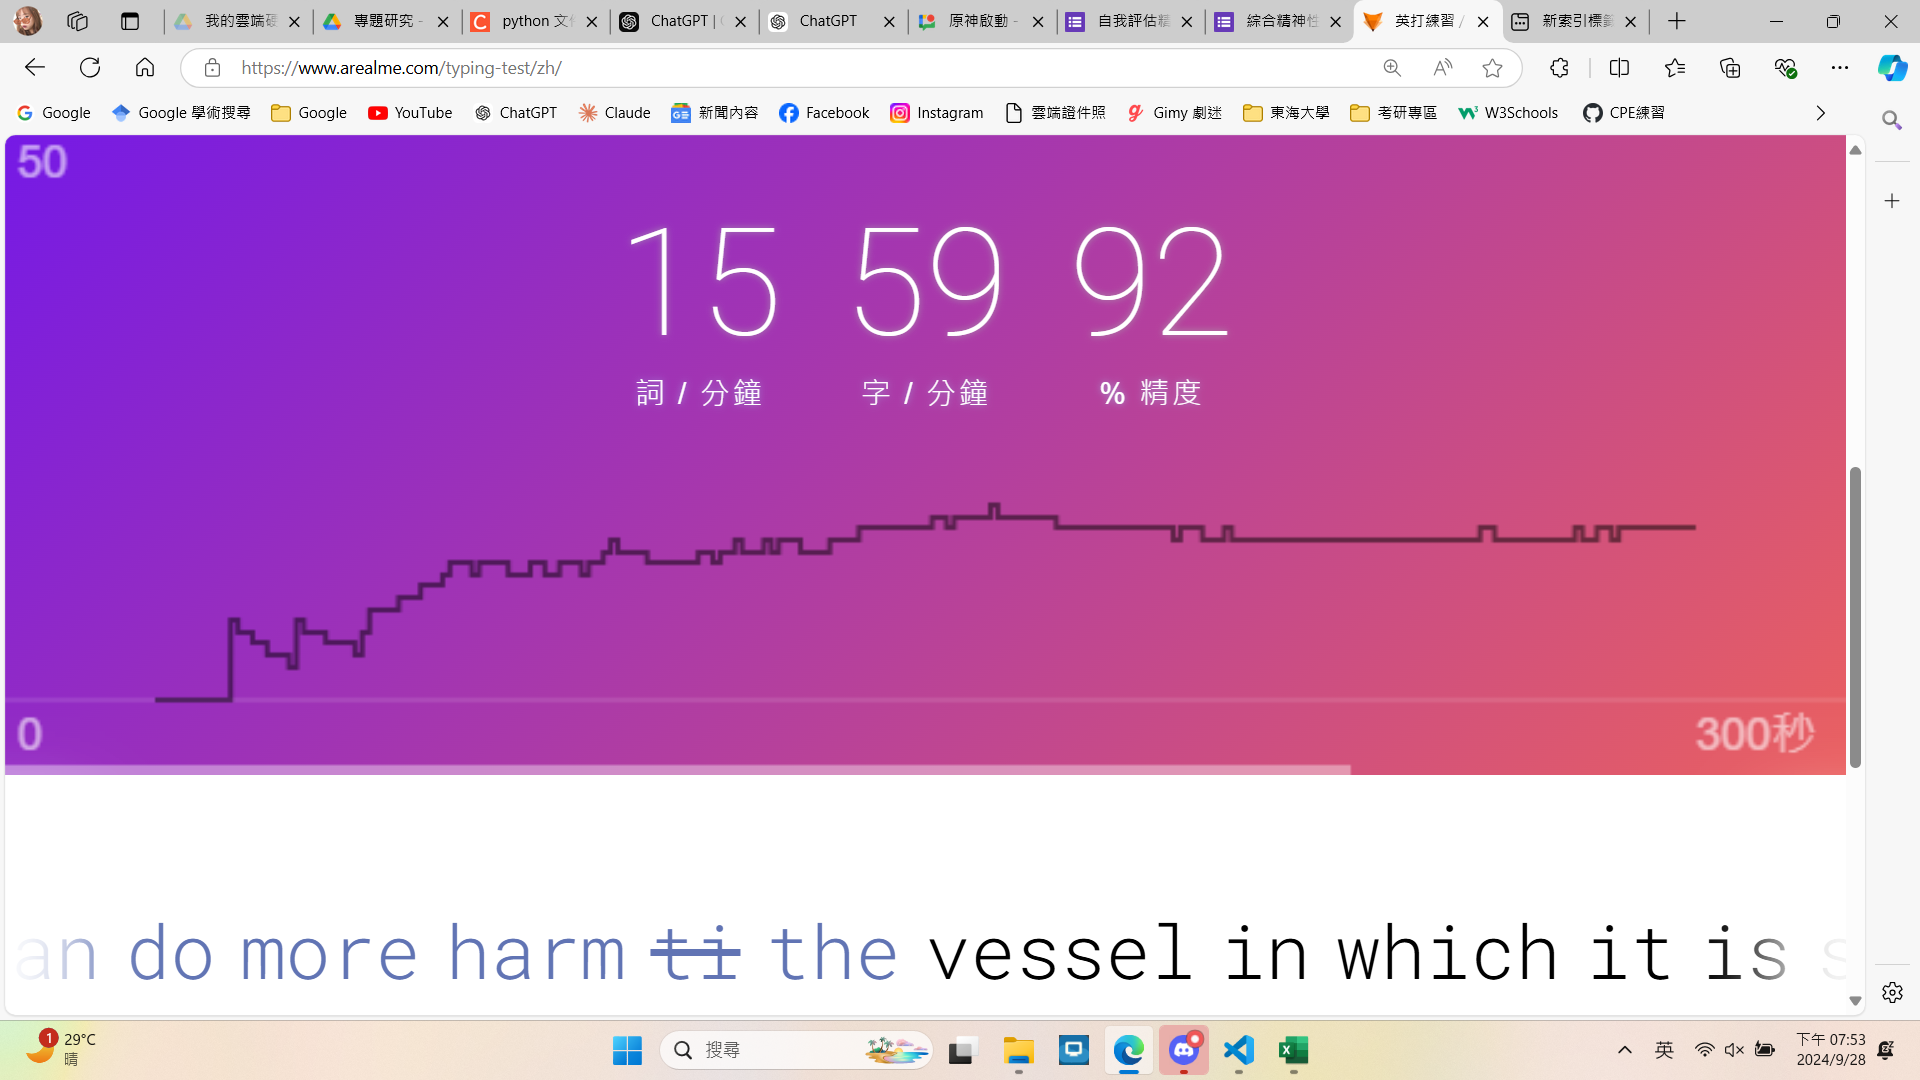 我的雲端硬
專題研究 -
python 文件
ChatGPT | C
ChatGPT
原神啟動 -
自我評估精
綜合精神性
英打練習 /
新索引標籤
https://www.arealme.com/typing-test/zh/
Google
Google 學術搜尋
Google
YouTube
ChatGPT
Claude
新聞內容
Facebook
Instagram
雲端證件照
Gimy 劇迷
東海大學
考研專區
W3Schools
CPE練習
50
15 59 92
詞 / 分鐘 字 / 分鐘 % 精度
0
300秒
an do more harm ti the vessel in which it is s
1
29°C
晴
搜尋
英
下午 07:53
2024/9/28